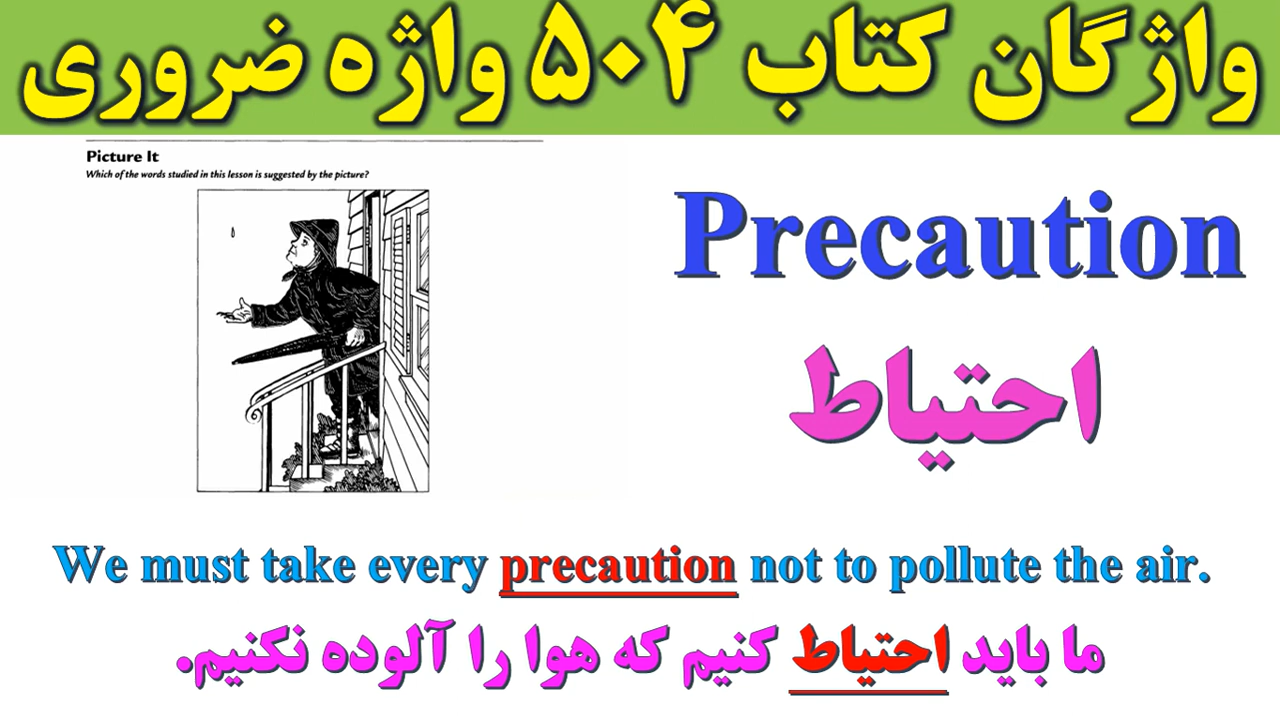 واژگان کتاب ۵۰۴ واژه ضروری
Picture It
Which of the words studied in this lesson is suggested by the picture?
Precaution
احتیاط
We must take every precaution not to pollute the air.
ما باید احتیاط کنیم که هوا را آلوده نکنیم.